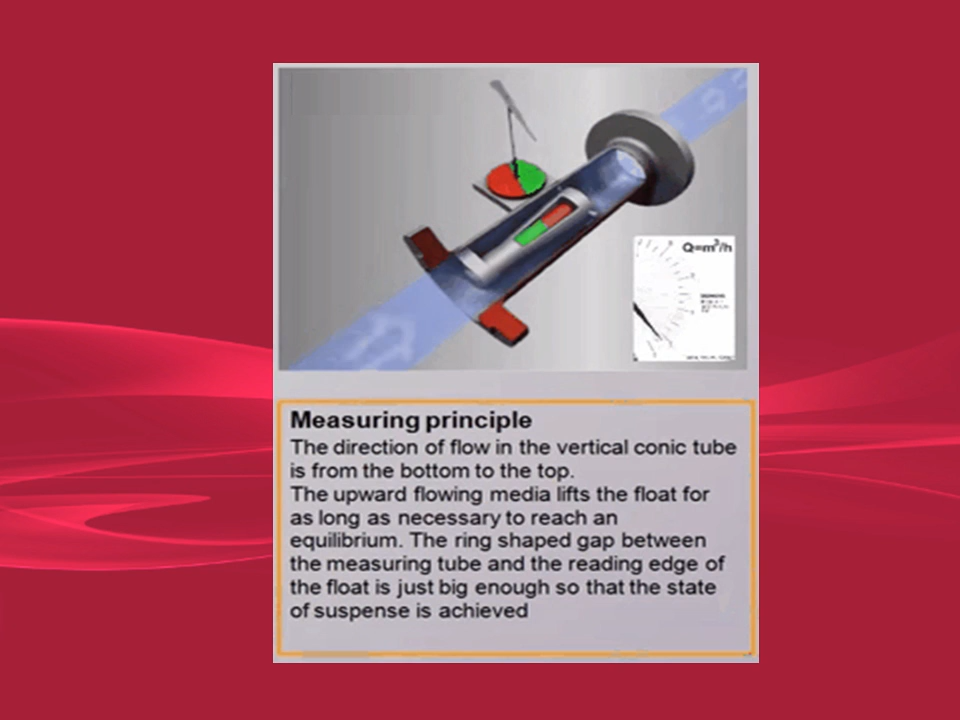 Q=m³/h
Measuring principle
The direction of flow in the vertical conic tube
is from the bottom to the top.
The upward flowing media lifts the float for
as long as necessary to reach an
equilibrium. The ring shaped gap between
the measuring tube and the reading edge of
the float is just big enough so that the state
of suspense is achieved